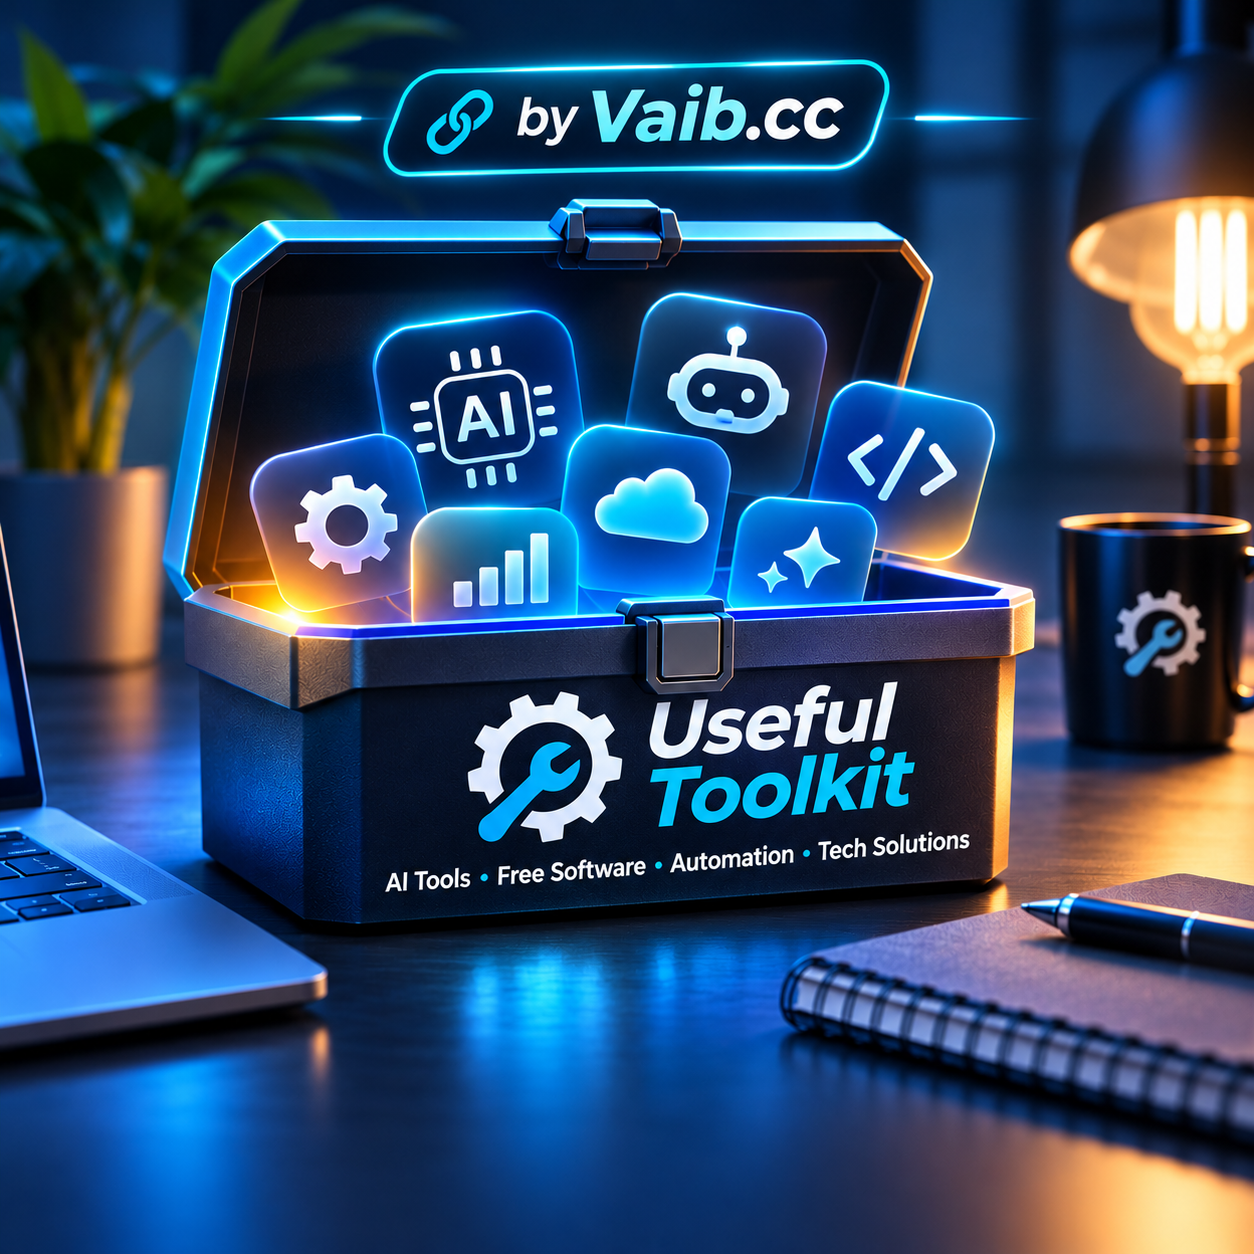 by Vaib.cc
AI
</>
Useful
Toolkit
AI Tools • Free Software • Automation • Tech Solutions